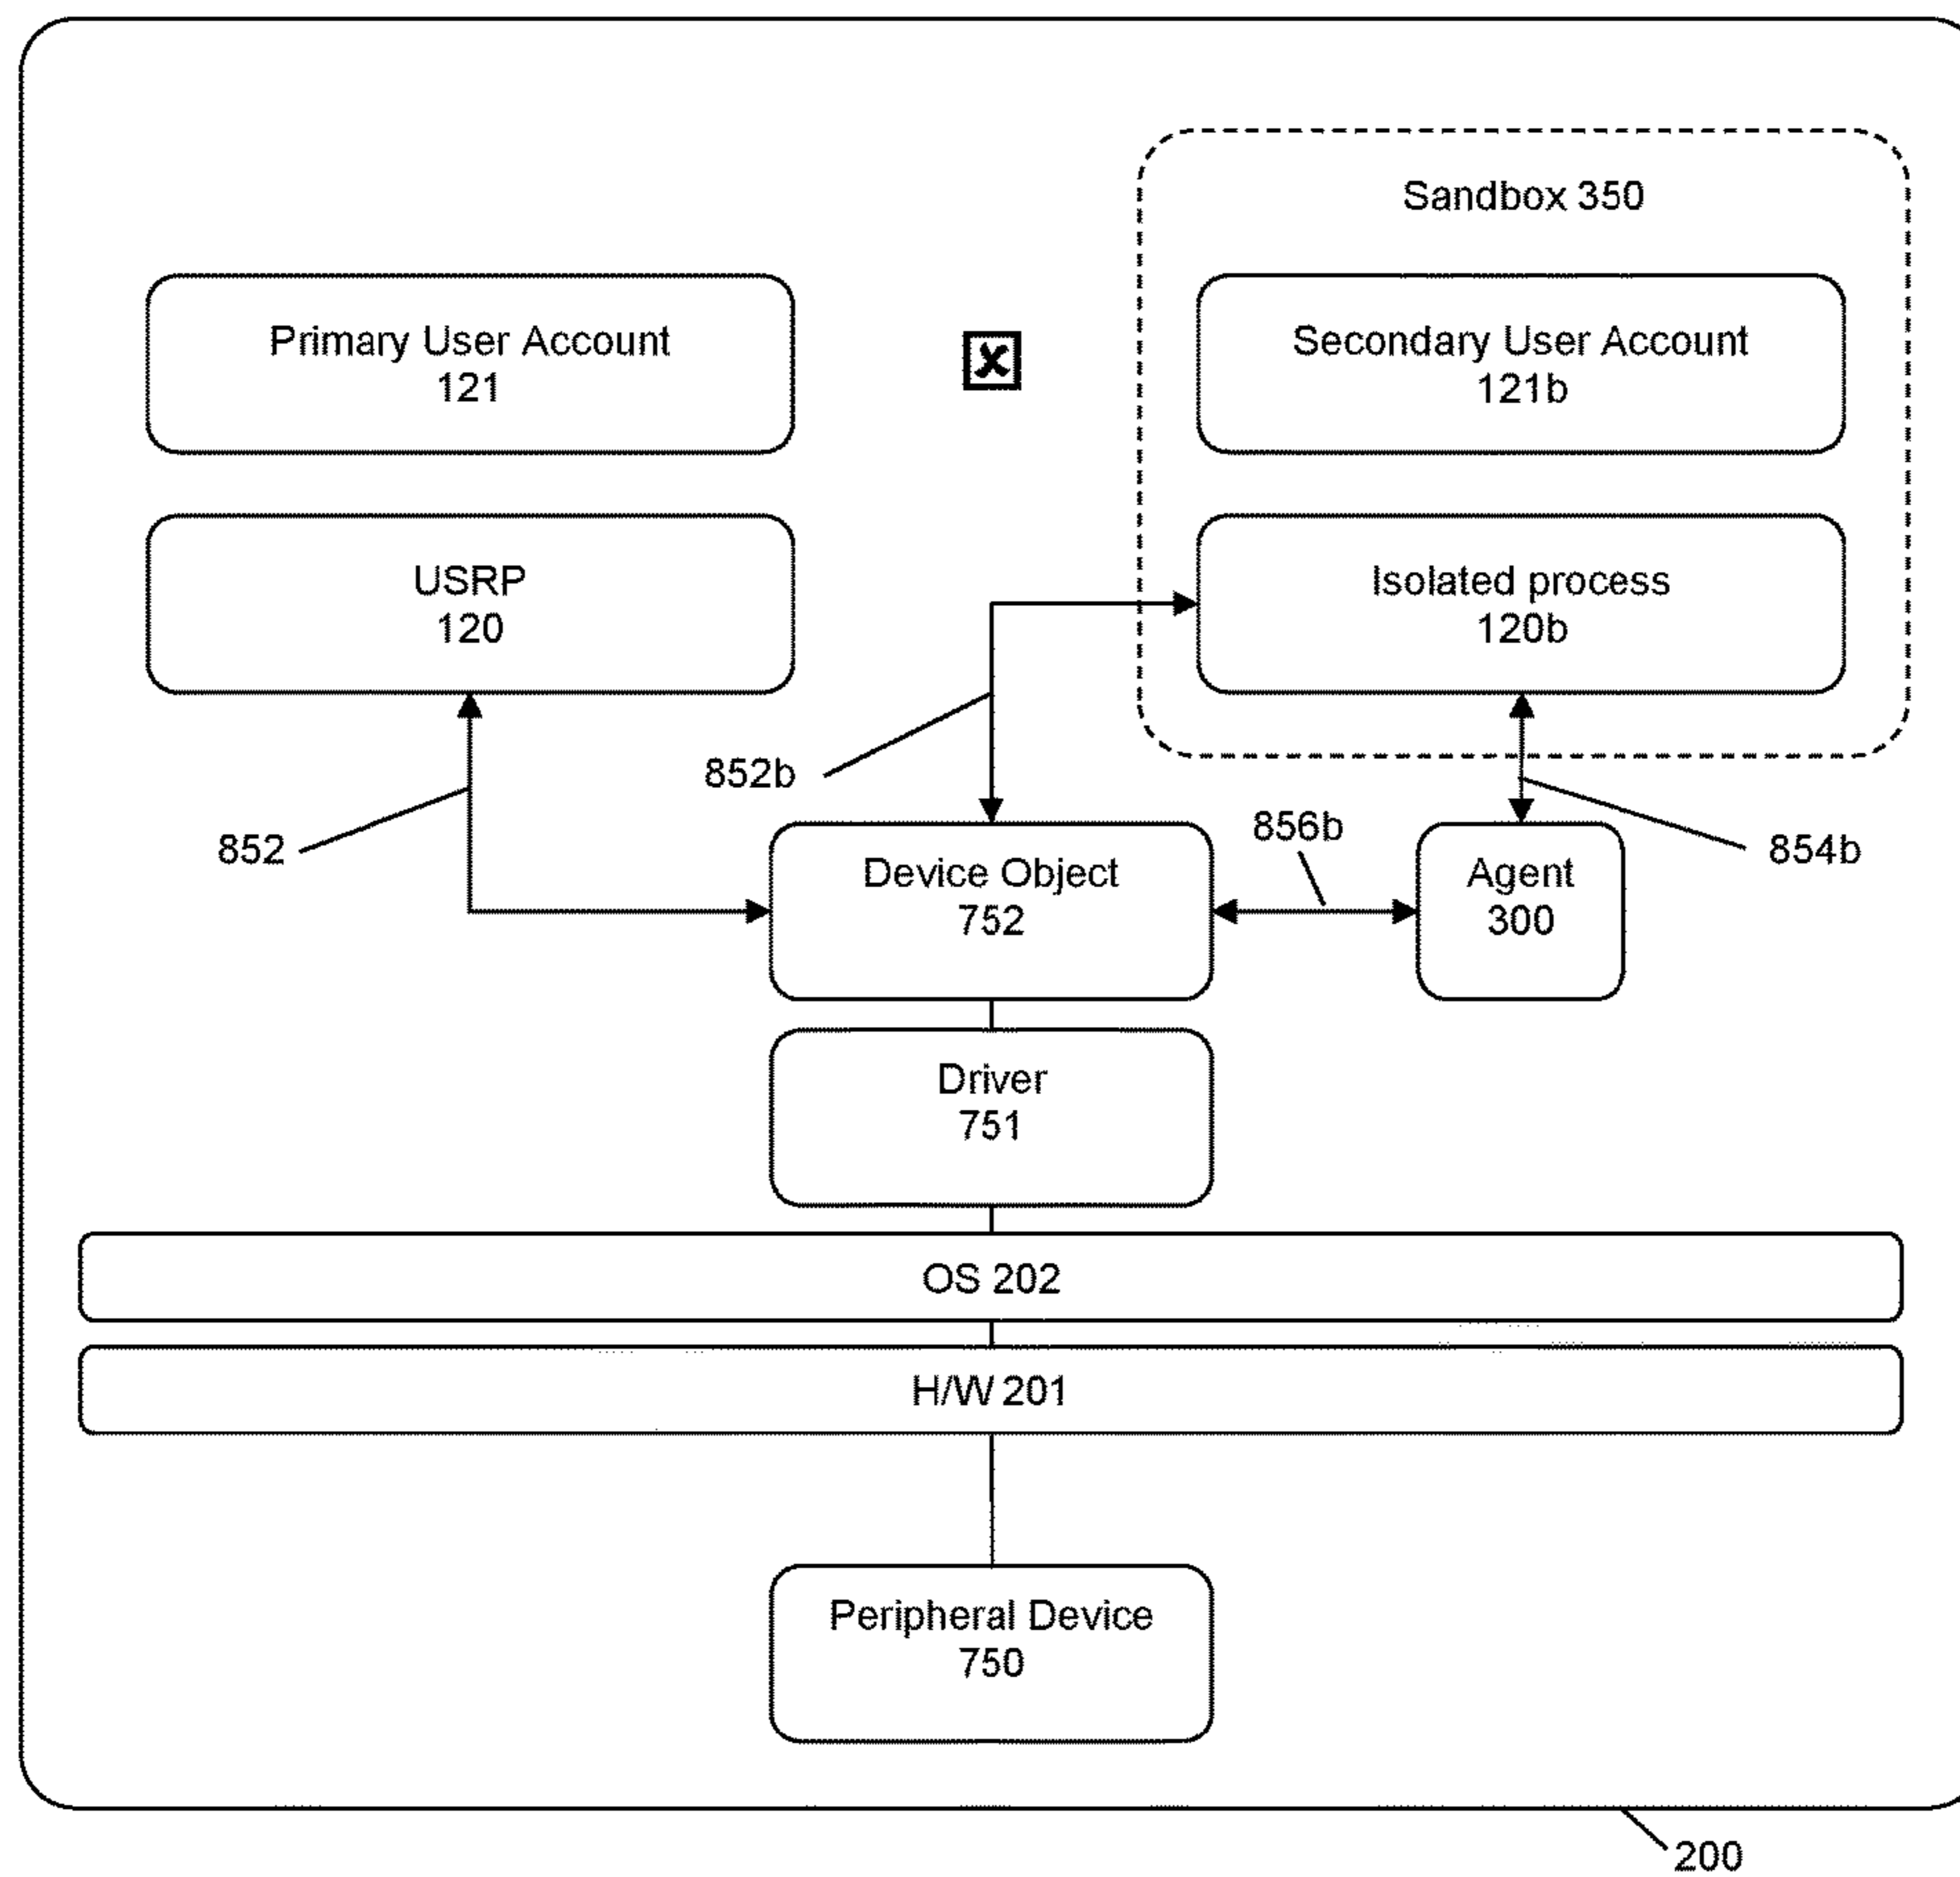 Sandbox 350
Primary User Account
121
Secondary User Account
121b
USRP
120
Isolated process
120b
852b
852
856b
854b
Device Object
752
Agent
300
Driver
751
OS 202
H/W 201
Peripheral Device
750
200